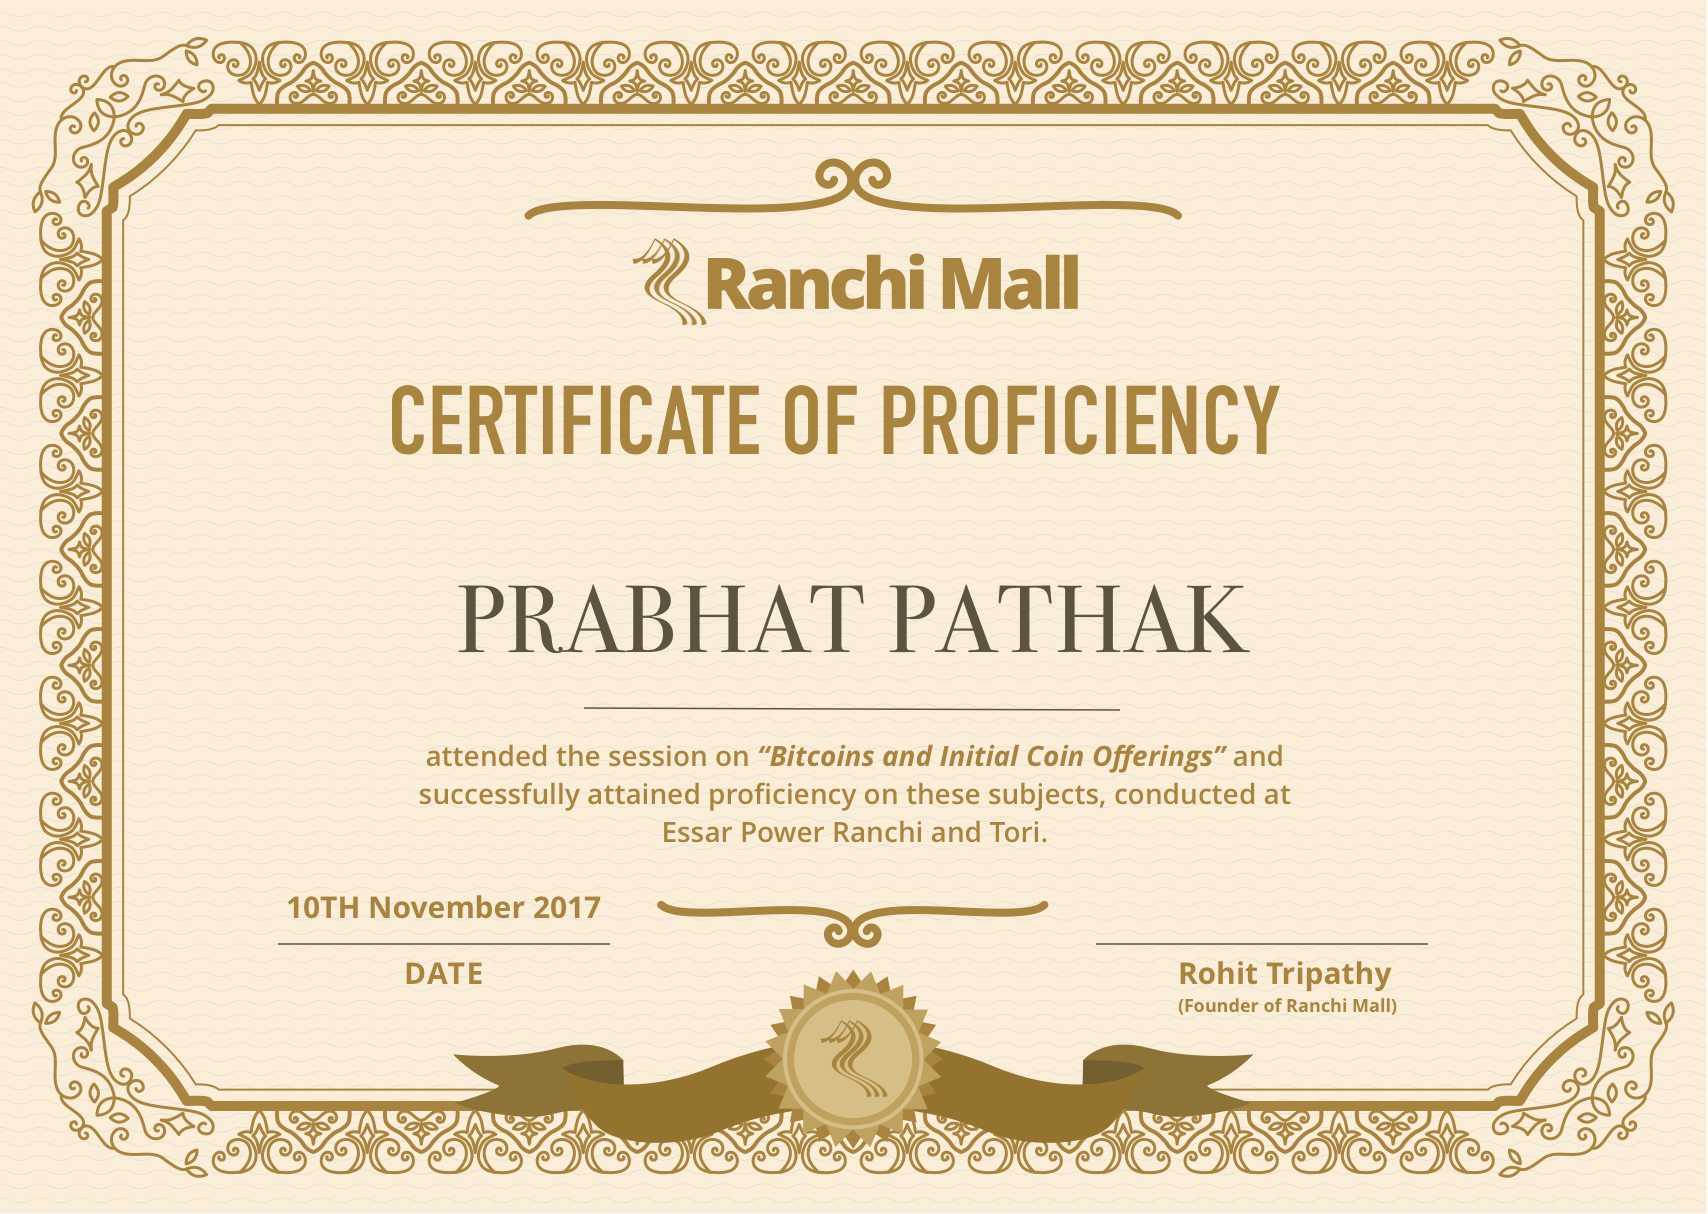 Ranchi Mall
CERTIFICATE OF PROFICIENCY
PRABHAT PATHAK
attended the session on “Bitcoins and Initial Coin Offerings” and
successfully attained proficiency on these subjects, conducted at
Essar Power Ranchi and Tori.
10TH November 2017
DATE
Rohit Tripathy
(Founder of Ranchi Mall)